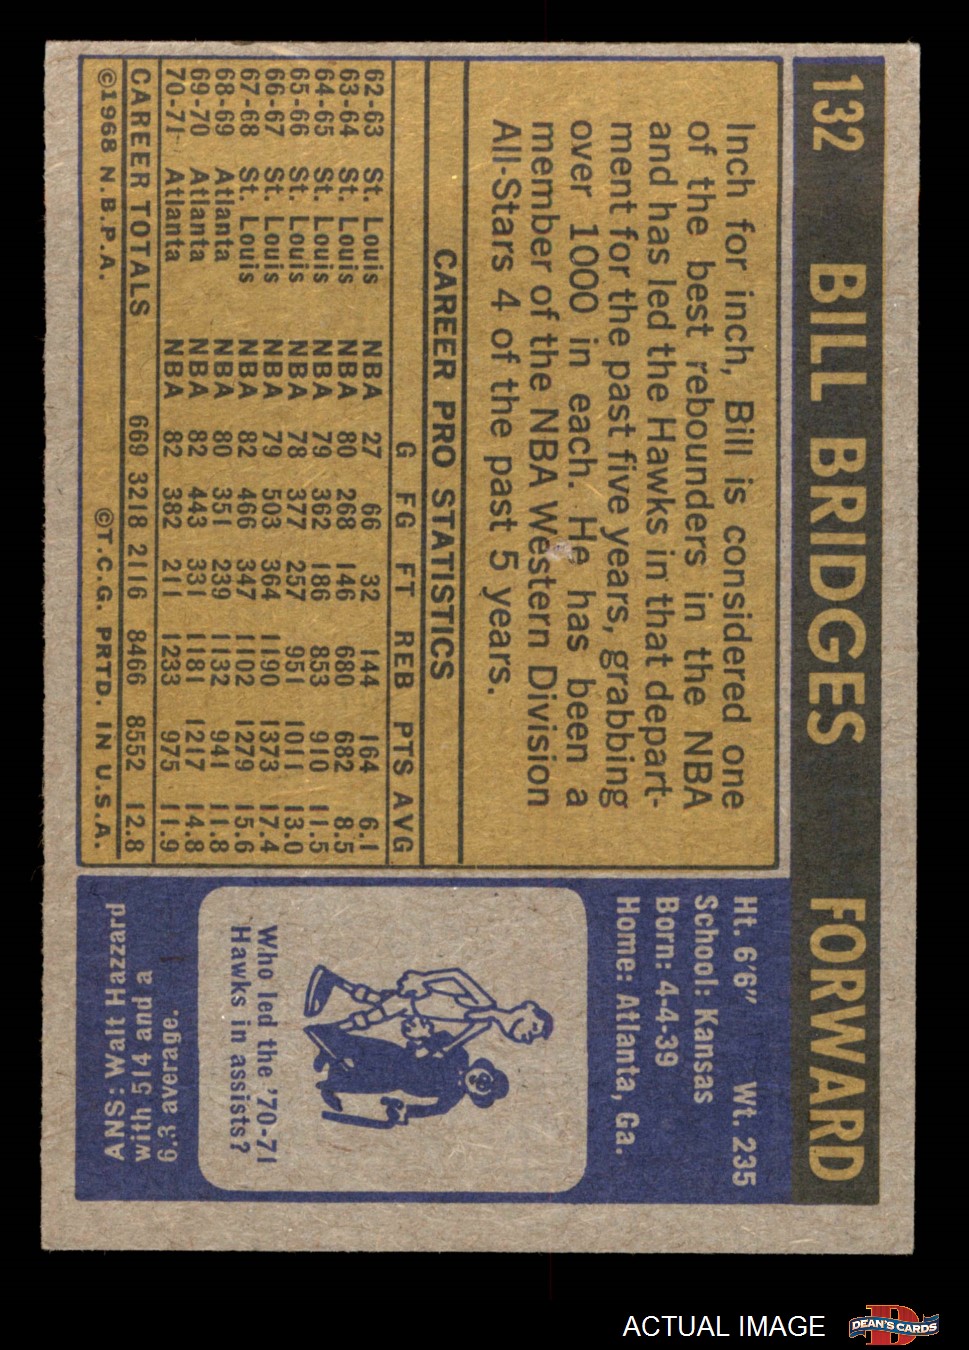 132 BILL BRIDGES FORWARD
Inch for inch, Bill is considered one
of the best rebounders in the NBA
and has led the Hawks in that depart-
ment for the past five years, grabbing
over 1000 in each. He has been a
member of the NBA Western Division
All-Stars 4 of the past 5 years.
CAREER PRO STATISTICS
G FG FT REB PTS AVG
62-63 St. Louis NBA 27 66 32 144 164 6.1
63-64 St. Louis NBA 80 268 146 680 682 8.5
64-65 St. Louis NBA 79 362 186 853 910 11.5
65-66 St. Louis NBA 78 377 257 951 1011 13.0
66-67 St. Louis NBA 79 503 364 1190 1373 17.4
67-68 St. Louis NBA 82 466 347 1102 1279 15.6
68-69 Atlanta NBA 80 351 239 1132 941 11.8
69-70 Atlanta NBA 82 443 331 1181 1217 14.8
70-71 Atlanta NBA 82 382 211 1233 975 11.9
CAREER TOTALS 669 3218 2116 8466 8552 12.8
©1968 N.B.P.A. ©T.C.G. PRTD. IN U.S.A.
Ht. 6'6" Wt. 235
School: Kansas
Born: 4-4-39
Home: Atlanta, Ga.
Who led the '70-71
Hawks in assists?
ANS: Walt Hazzard
with 514 and a
6.3 average.
ACTUAL IMAGE
D
DEAN'S CARDS